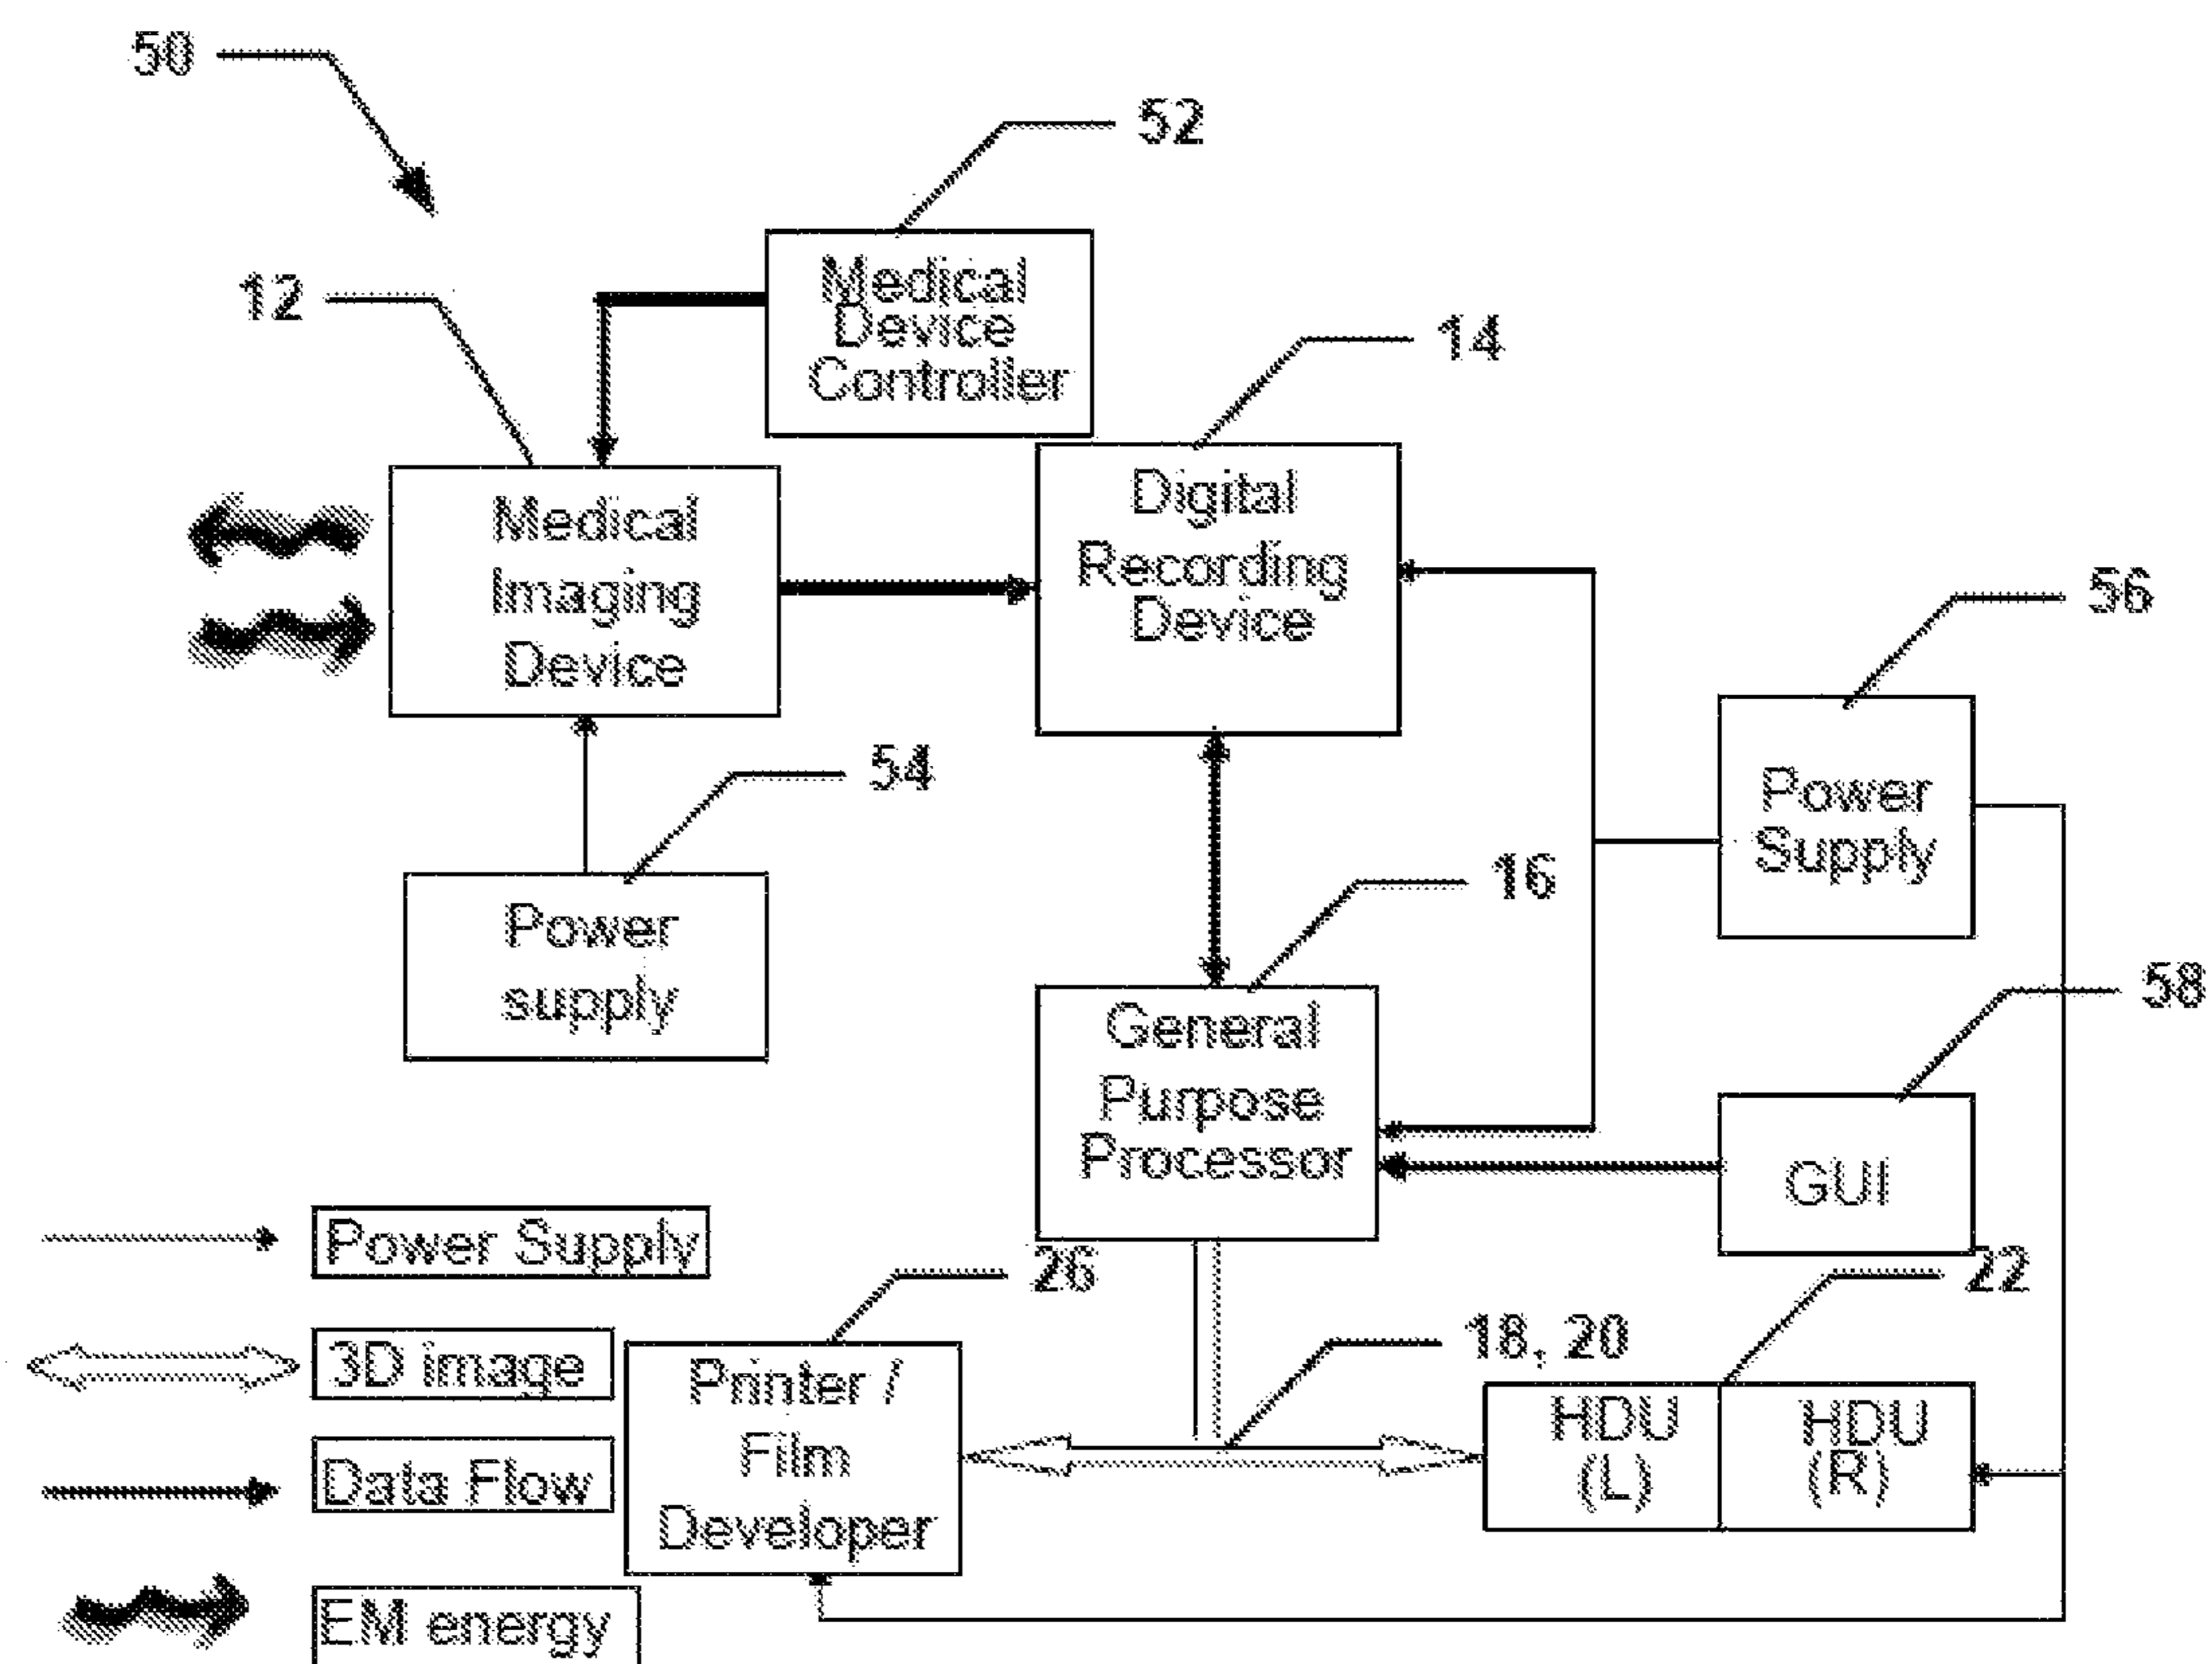 50
52
Medical
Device
Controller
12
14
Medical
Imaging
Device
Digital
Recording
Device
56
Power
Supply
54
Power
supply
16
General
Purpose
Processor
58
GUI
Power Supply
3D image
Data Flow
EM energy
26
Printer /
Film
Developer
18, 20
22
HDU
(L)
HDU
(R)